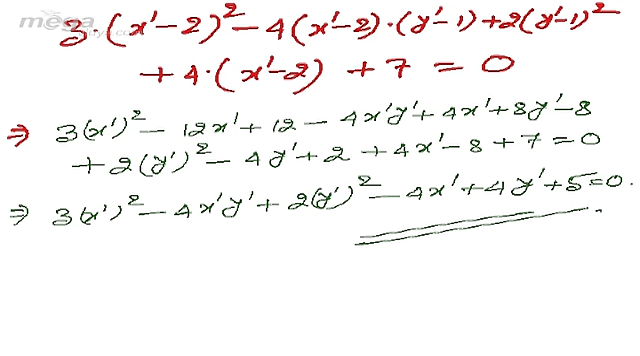 mega
3·(x'-2)² - 4(x'-2)·(y'-1) + 2(y'-1)²
+ 4·(x'-2) + 7 = 0
⇒ 3(x')² - 12x' + 12 - 4x'y' + 4x' + 8y' - 8
+ 2(y')² - 4y' + 2 + 4x' - 8 + 7 = 0
⇒ 3(x')² - 4x'y' + 2(y')² - 4x' + 4y' + 5 = 0.